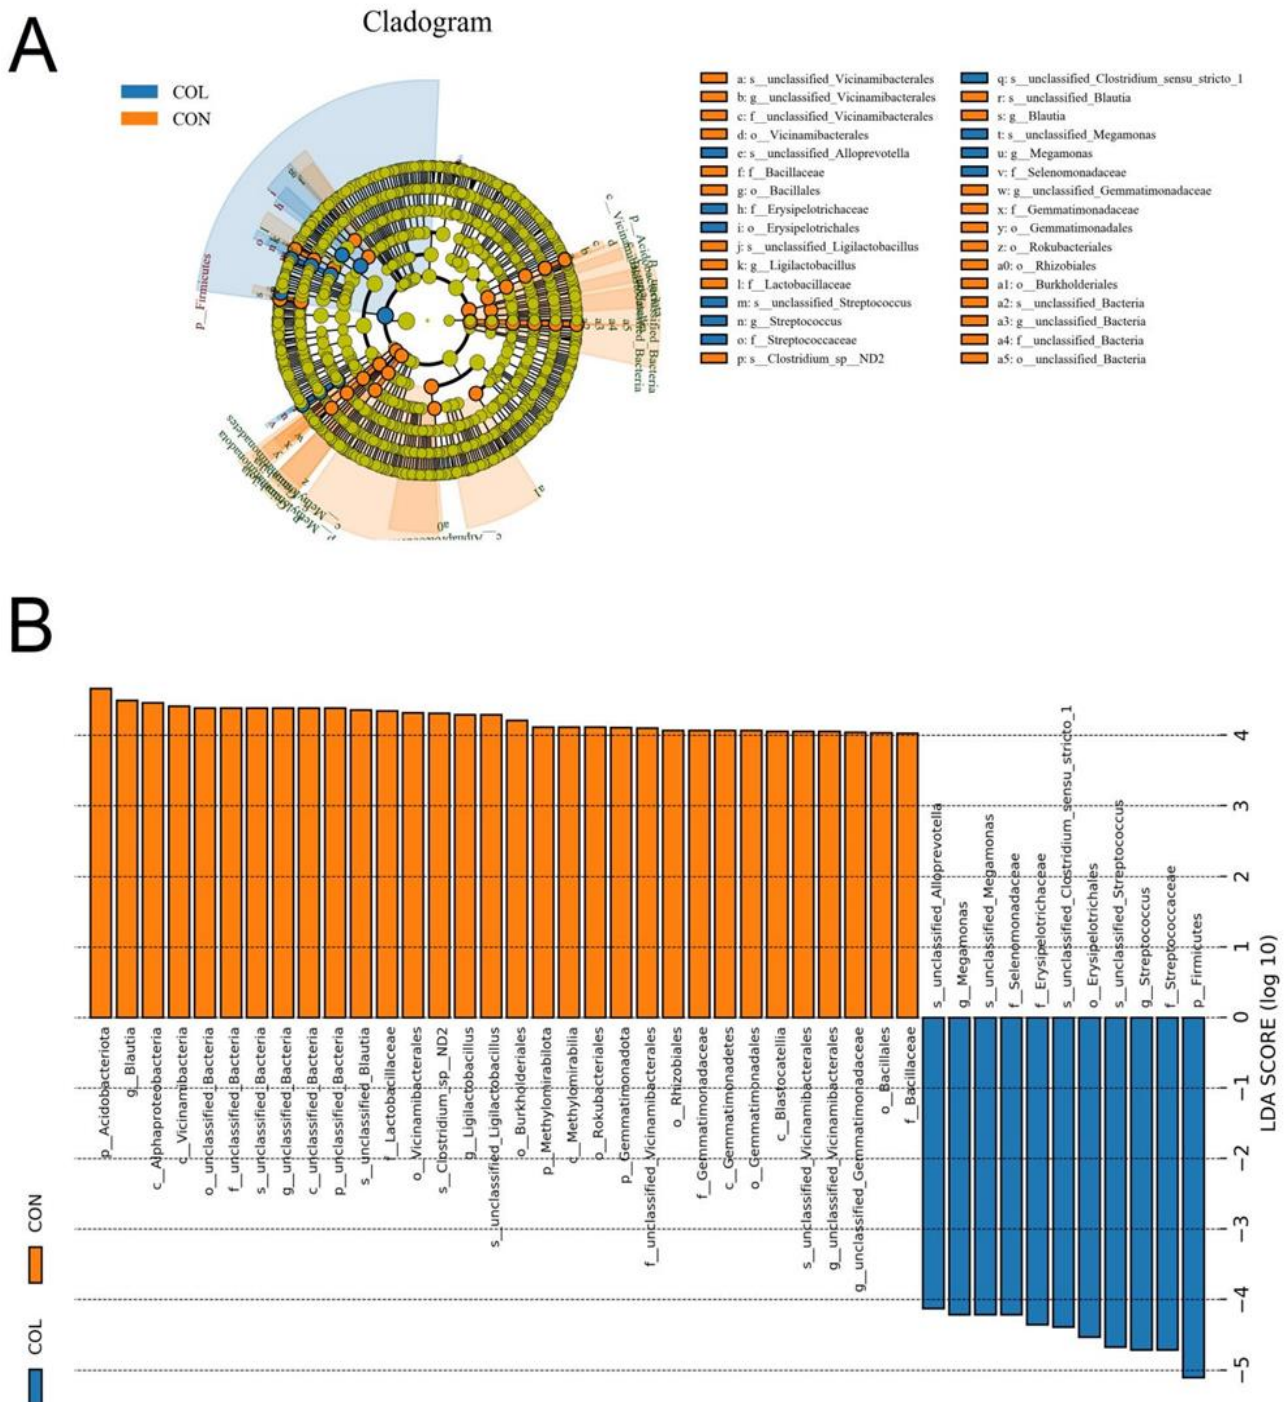 A
Cladogram
COL
CON
a: s__unclassified_Vicinamibacterales
b: g__unclassified_Vicinamibacterales
c: f__unclassified_Vicinamibacterales
d: o__Vicinamibacterales
e: s__unclassified_Alloprevotella
f: f__Bacillaceae
g: o__Bacillales
h: f__Erysipelotrichaceae
i: o__Erysipelotrichales
j: s__unclassified_Ligilactobacillus
k: g__Ligilactobacillus
l: f__Lactobacillaceae
m: s__unclassified_Streptococcus
n: g__Streptococcus
o: f__Streptococcaceae
p: s__Clostridium_sp__ND2
q: s__unclassified_Clostridium_sensu_stricto_1
r: s__unclassified_Blautia
s: g__Blautia
t: s__unclassified_Megamonas
u: g__Megamonas
v: f__Selenomonadaceae
w: g__unclassified_Gemmatimonadaceae
x: f__Gemmatimonadaceae
y: o__Gemmatimonadales
z: o__Rokubacteriales
a0: o__Rhizobiales
a1: o__Burkholderiales
a2: s__unclassified_Bacteria
a3: g__unclassified_Bacteria
a4: f__unclassified_Bacteria
a5: o__unclassified_Bacteria
p__Firmicutes
b
c
d
a3
a4
a5
w
x
y
z
a0
a1
B
p__Acidobacteriota
g__Blautia
c__Alphaproteobacteria
c__Vicinamibacteria
o__unclassified_Bacteria
f__unclassified_Bacteria
s__unclassified_Bacteria
g__unclassified_Bacteria
c__unclassified_Bacteria
p__unclassified_Bacteria
s__unclassified_Blautia
f__Lactobacillaceae
o__Vicinamibacterales
s__Clostridium_sp__ND2
g__Ligilactobacillus
s__unclassified_Ligilactobacillus
o__Burkholderiales
p__Methylomirabilota
c__Methylomirabilia
o__Rokubacteriales
p__Gemmatimonadota
f__unclassified_Vicinamibacterales
o__Rhizobiales
f__Gemmatimonadaceae
c__Gemmatimonadetes
o__Gemmatimonadales
c__Blastocatellia
s__unclassified_Vicinamibacterales
g__unclassified_Vicinamibacterales
g__unclassified_Gemmatimonadaceae
o__Bacillales
f__Bacillaceae
s__unclassified_Alloprevotella
g__Megamonas
s__unclassified_Megamonas
f__Selenomonadaceae
f__Erysipelotrichaceae
s__unclassified_Clostridium_sensu_stricto_1
o__Erysipelotrichales
s__unclassified_Streptococcus
g__Streptococcus
f__Streptococcaceae
p__Firmicutes
4
3
2
1
0
−1
−2
−3
−4
−5
LDA SCORE (log 10)
CON
COL